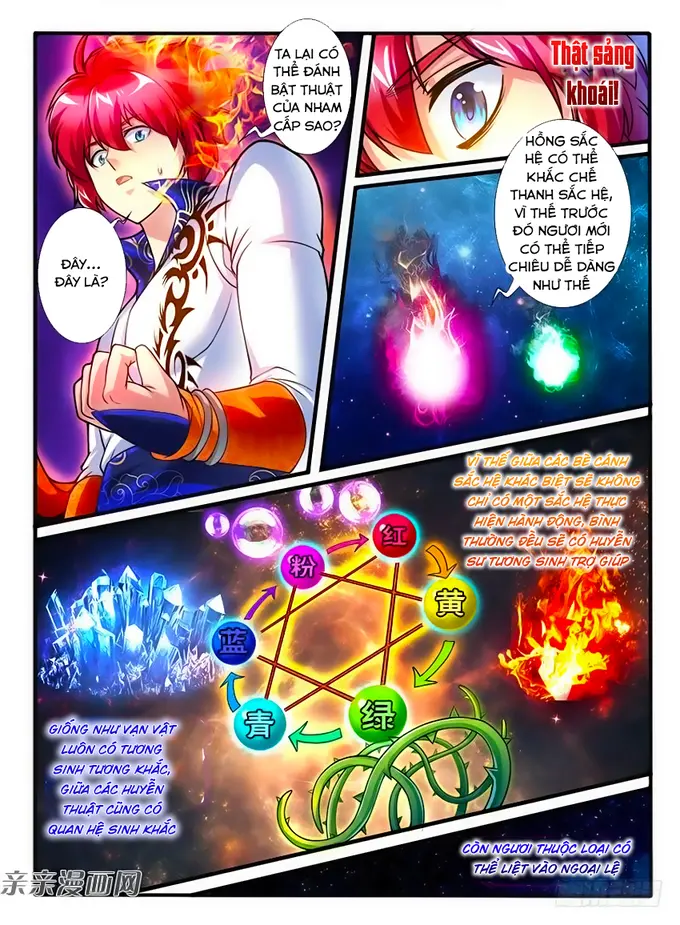 TA LẠI CÓ
THỂ ĐÁNH
BẬT THUẬT
CỦA NHAM
CẤP SAO?
ĐÂY...
ĐÂY LÀ?
Thật sảng
khoái!
HỒNG SẮC
HỆ CÓ THỂ
KHẮC CHẾ
THANH SẮC HỆ,
VÌ THẾ TRƯỚC
ĐÓ NGƯƠI MỚI
CÓ THỂ TIẾP
CHIÊU DỄ DÀNG
NHƯ THẾ
VÌ THẾ GIỮA CÁC BÈ CÁNH
SẮC HỆ KHÁC BIỆT SẼ KHÔNG
CHỈ CÓ MỘT SẮC HỆ THỰC
HIỆN HÀNH ĐỘNG, BÌNH
THƯỜNG ĐỀU SẼ CÓ HUYỄN
SƯ TƯƠNG SINH TRỢ GIÚP
红
粉
黄
蓝
青
绿
GIỐNG NHƯ VẠN VẬT
LUÔN CÓ TƯƠNG
SINH TƯƠNG KHẮC,
GIỮA CÁC HUYỄN
THUẬT CŨNG CÓ
QUAN HỆ SINH KHẮC
CÒN NGƯƠI THUỘC LOẠI CÓ
THỂ LIỆT VÀO NGOẠI LỆ
亲亲漫画网